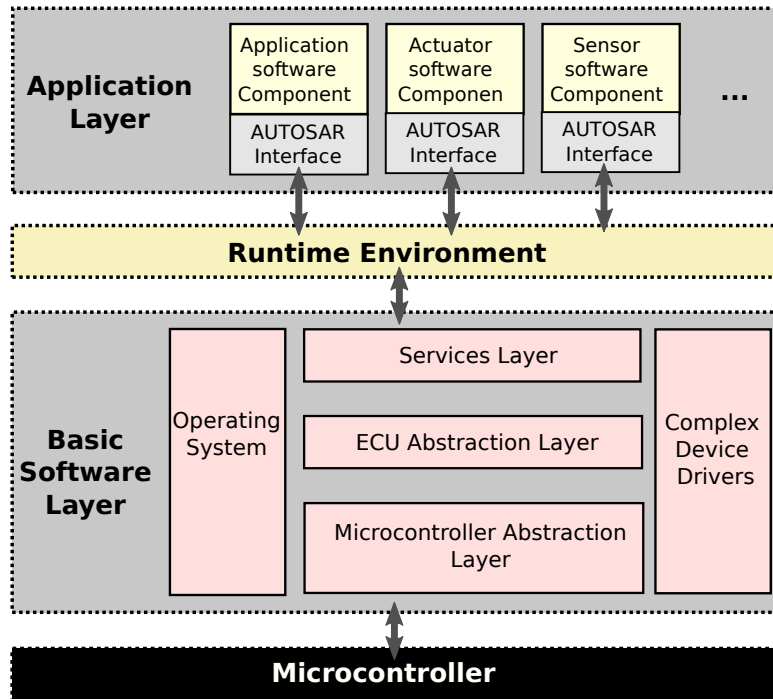 Application
Layer
Application
software
Component
AUTOSAR
Interface
Actuator
software
Componen
AUTOSAR
Interface
Sensor
software
Component
AUTOSAR
Interface
...
Runtime Environment
Basic
Software
Layer
Operating
System
Services Layer
ECU Abstraction Layer
Microcontroller Abstraction
Layer
Complex
Device
Drivers
Microcontroller